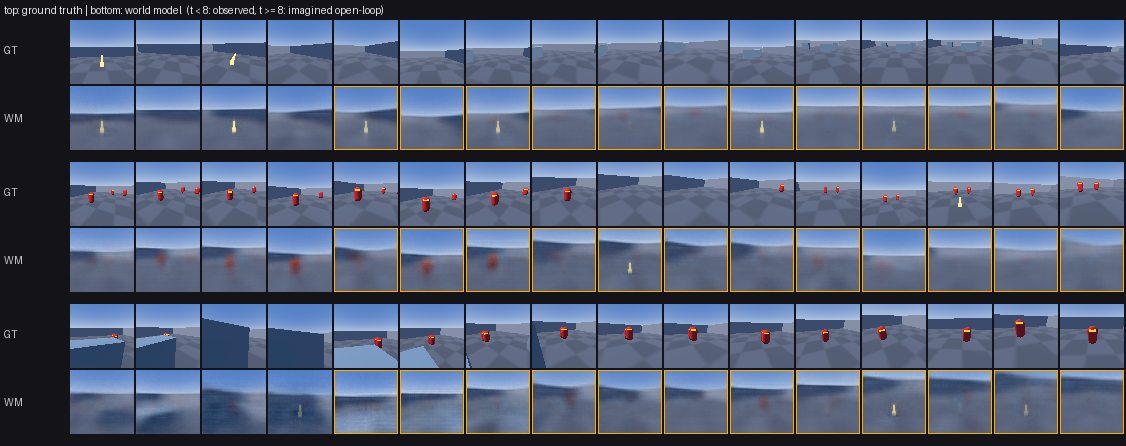 top: ground truth | bottom: world model  (t < 8: observed, t >= 8: imagined open-loop)
GT
WM
GT
WM
GT
WM